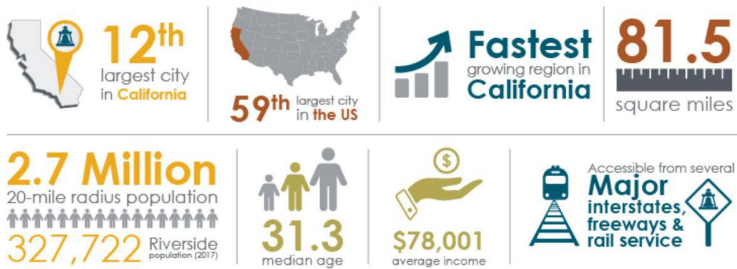 12th
largest city
in California
59th largest city
in the US
Fastest
growing region in
California
81.5
square miles
2.7 Million
20-mile radius population
327,722 Riverside
population (2017)
31.3
median age
$
$78,001
average income
Accessible from several
Major
interstates,
freeways &
rail service